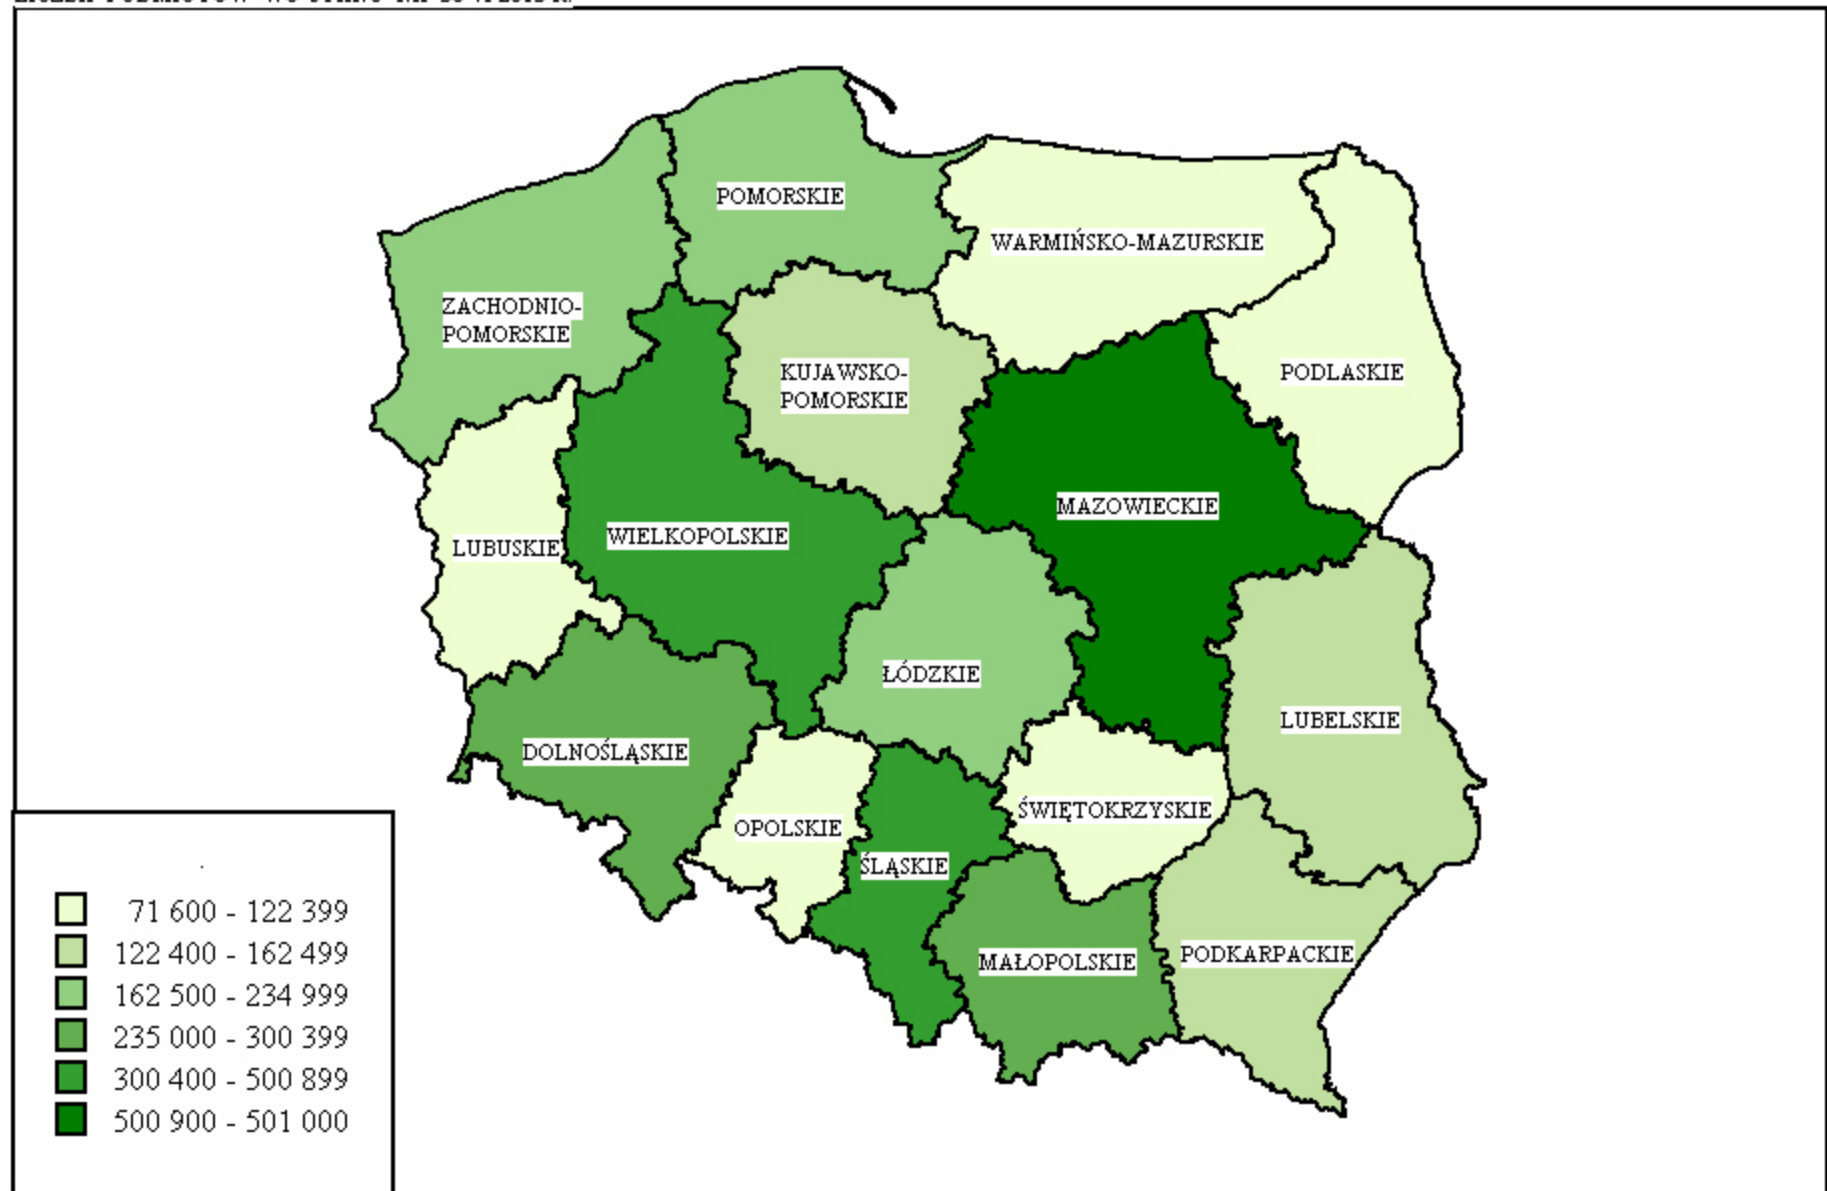 POMORSKIE
WARMIŃSKO-MAZURSKIE
ZACHODNIO-
POMORSKIE
KUJAWSKO-
POMORSKIE
PODLASKIE
MAZOWIECKIE
WIELKOPOLSKIE
LUBUSKIE
ŁÓDZKIE
LUBELSKIE
DOLNOŚLĄSKIE
ŚWIĘTOKRZYSKIE
OPOLSKIE
ŚLĄSKIE
MAŁOPOLSKIE
PODKARPACKIE
71 600 - 122 399
122 400 - 162 499
162 500 - 234 999
235 000 - 300 399
300 400 - 500 899
500 900 - 501 000